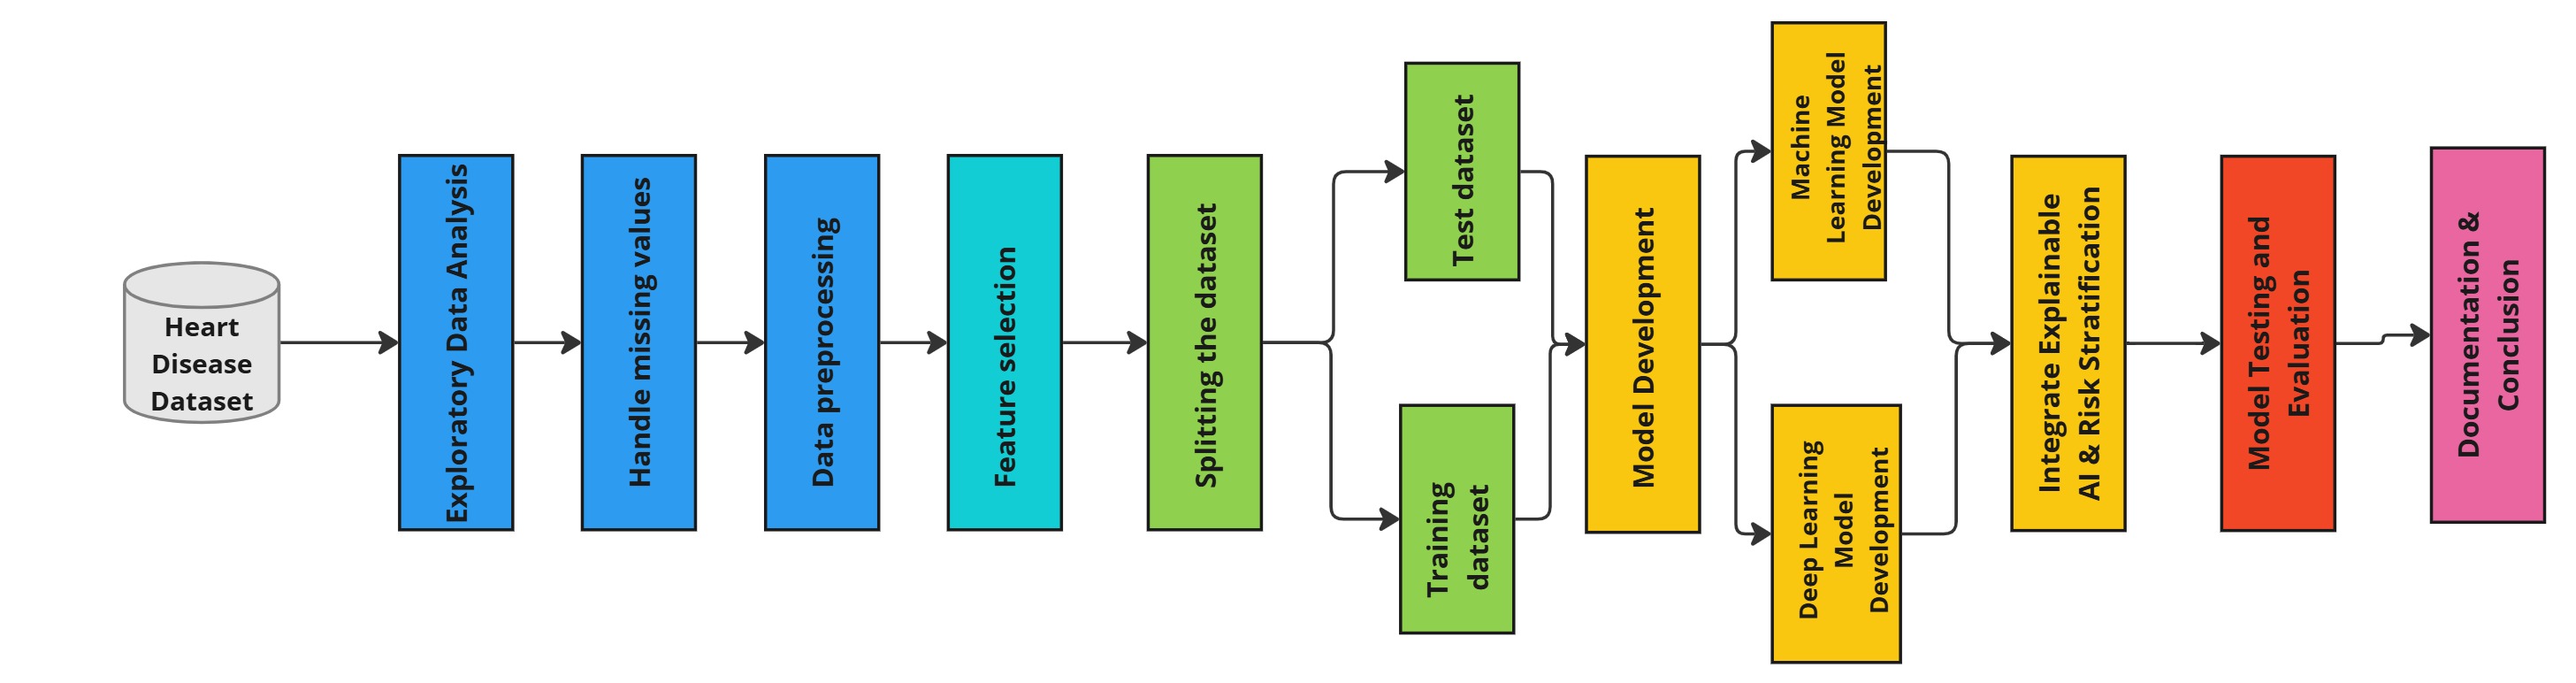 Heart
Disease
Dataset
Exploratory Data Analysis
Handle missing values
Data preprocessing
Feature selection
Splitting the dataset
Test dataset
Training
dataset
Model Development
Machine
Learning Model
Development
Deep Learning
Model
Development
Integrate Explainable
AI & Risk Stratification
Model Testing and
Evaluation
Documentation &
Conclusion